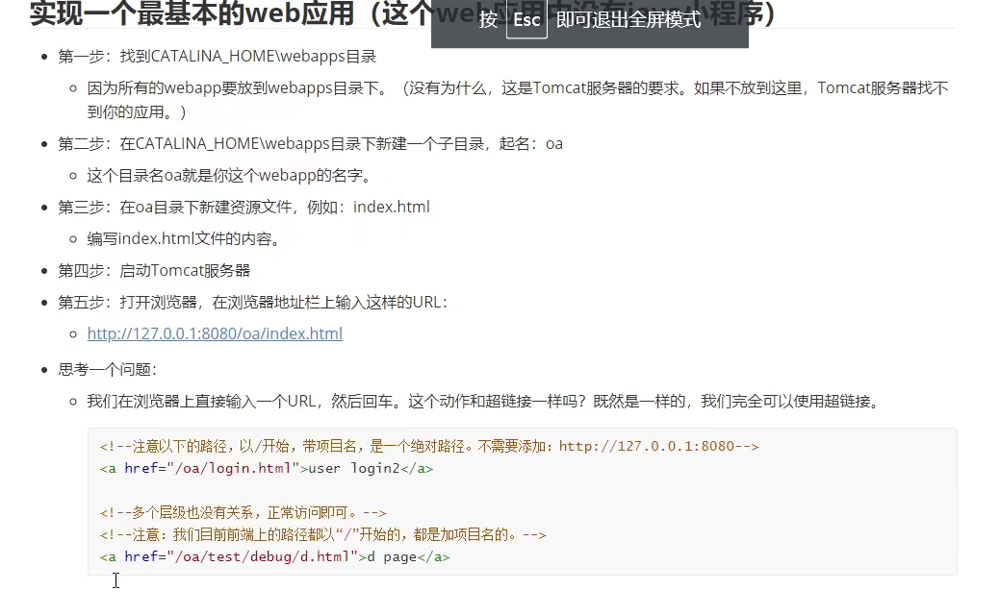 实现一个最基本的web应用（这个web应用中没有java小程序）
按 Esc 即可退出全屏模式
第一步：找到CATALINA_HOME\webapps目录
因为所有的webapp要放到webapps目录下。（没有为什么，这是Tomcat服务器的要求。如果不放到这里，Tomcat服务器找不
到你的应用。）
第二步：在CATALINA_HOME\webapps目录下新建一个子目录，起名：oa
这个目录名oa就是你这个webapp的名字。
第三步：在oa目录下新建资源文件，例如：index.html
编写index.html文件的内容。
第四步：启动Tomcat服务器
第五步：打开浏览器，在浏览器地址栏上输入这样的URL：
http://127.0.0.1:8080/oa/index.html
思考一个问题：
我们在浏览器上直接输入一个URL，然后回车。这个动作和超链接一样吗？既然是一样的，我们完全可以使用超链接。
<!--注意以下的路径，以/开始，带项目名，是一个绝对路径。不需要添加：http://127.0.0.1:8080-->
<a href="/oa/login.html">user login2</a>
<!--多个层级也没有关系，正常访问即可。-->
<!--注意：我们目前前端上的路径都以“/”开始的，都是加项目名的。-->
<a href="/oa/test/debug/d.html">d page</a>